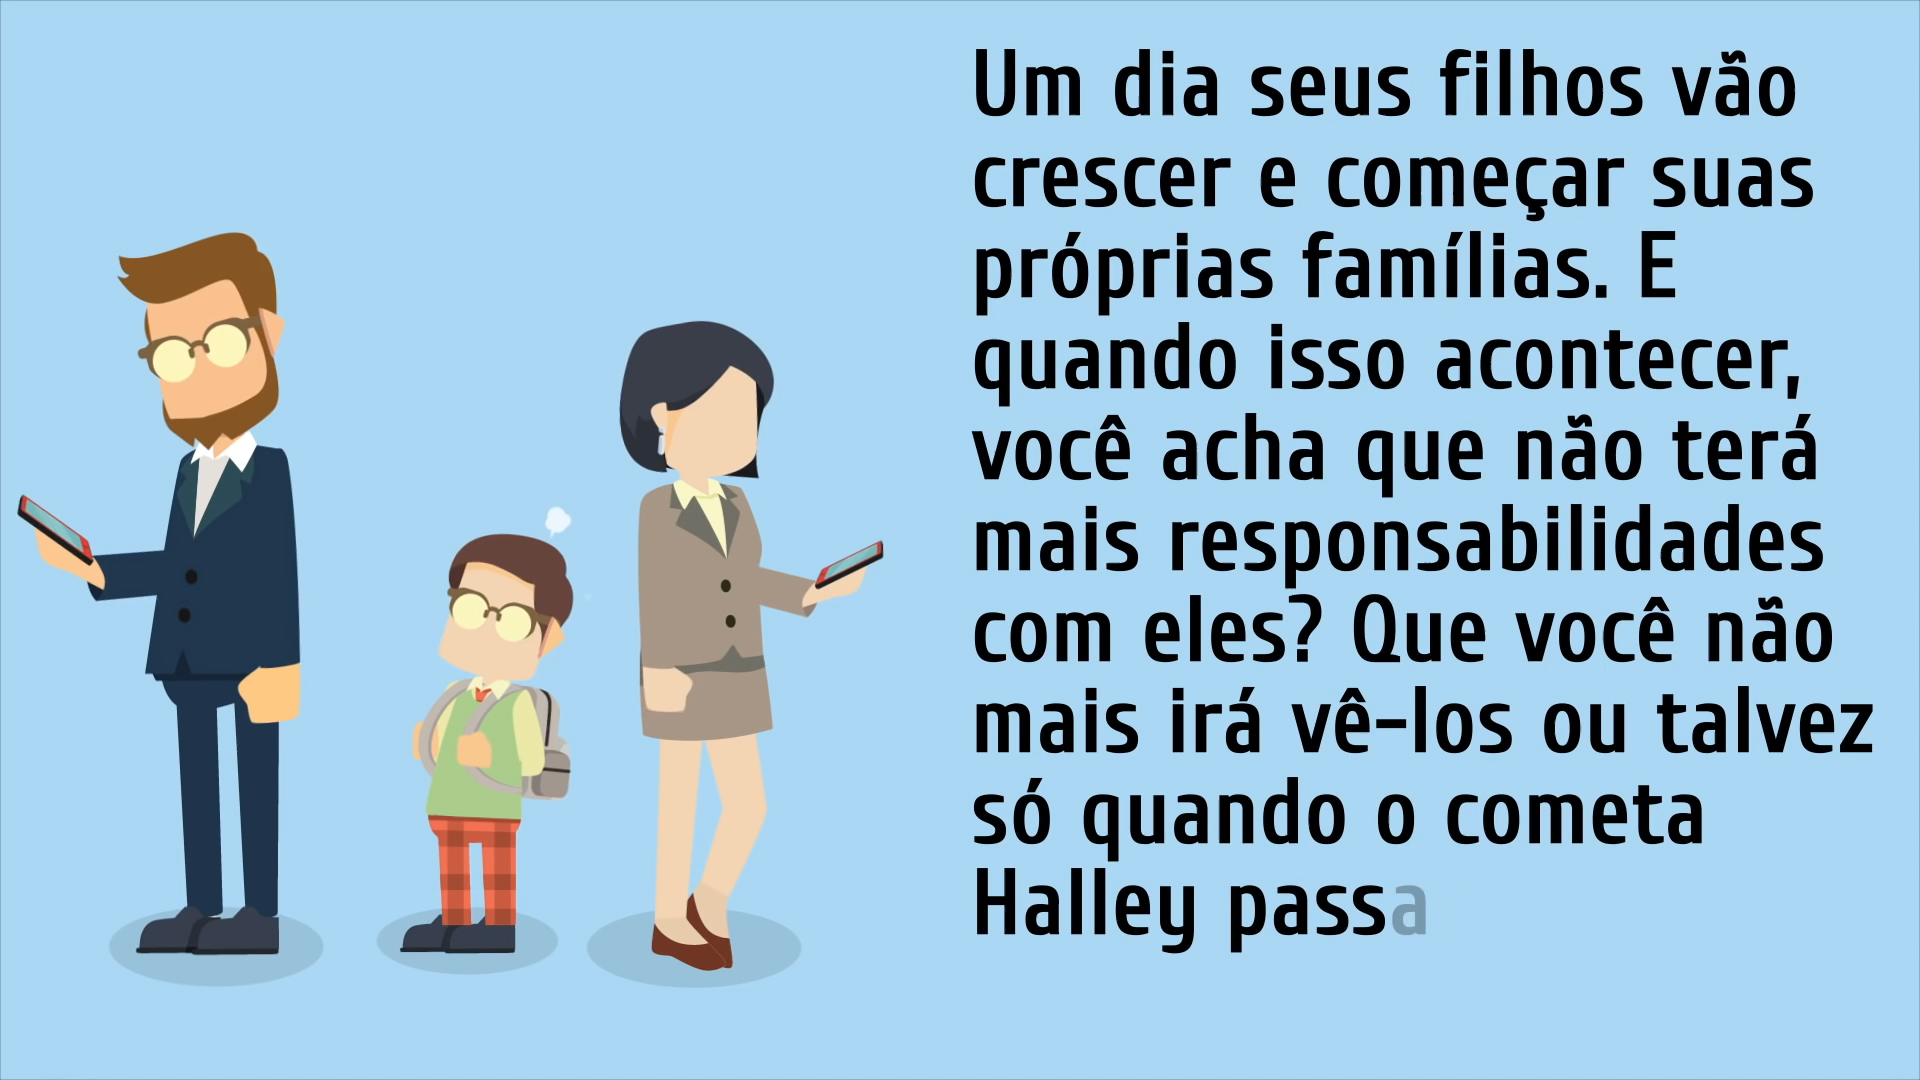 Um dia seus filhos vão
crescer e começar suas
próprias famílias. E
quando isso acontecer,
você acha que não terá
mais responsabilidades
com eles? Que você não
mais irá vê-los ou talvez
só quando o cometa
Halley passa